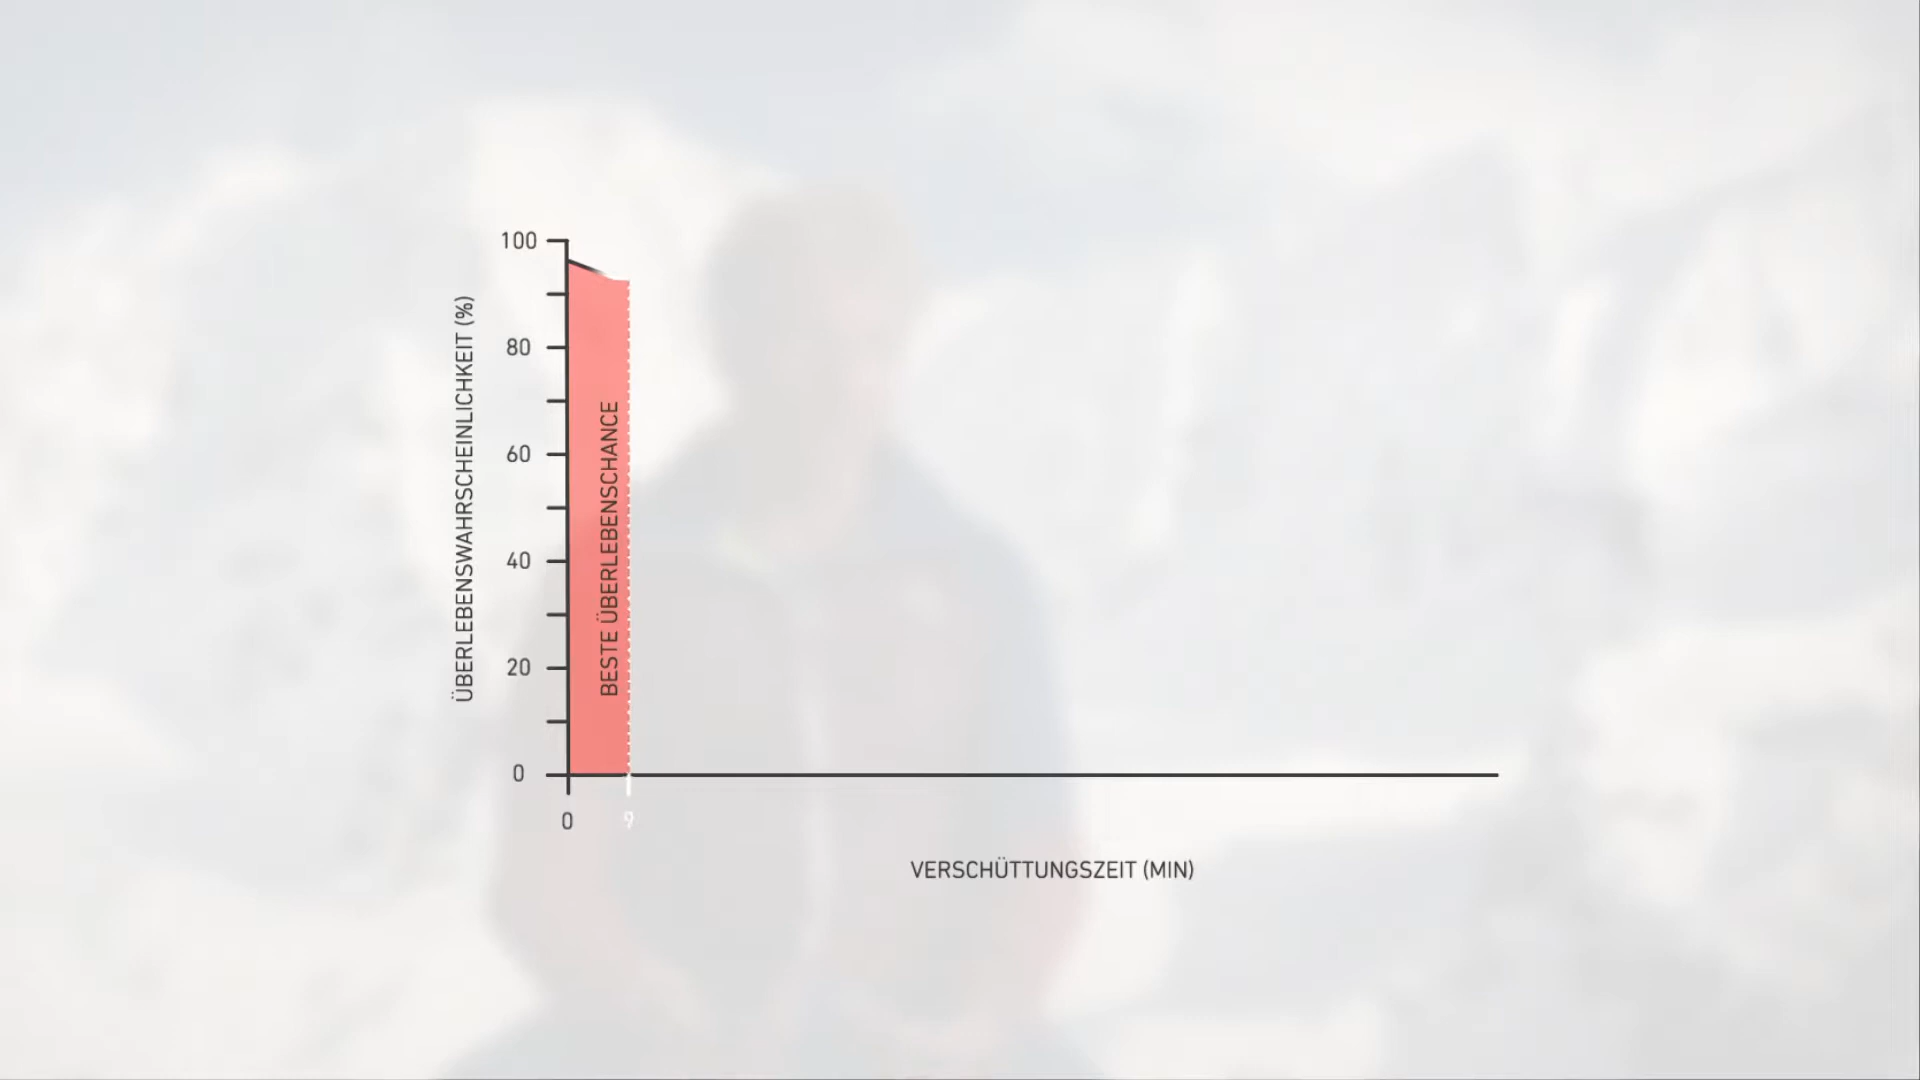 100
80
60
40
20
0
ÜBERLEBENSWAHRSCHEINLICHKEIT (%)
BESTE ÜBERLEBENSCHANCE
0
9
VERSCHÜTTUNGSZEIT (MIN)